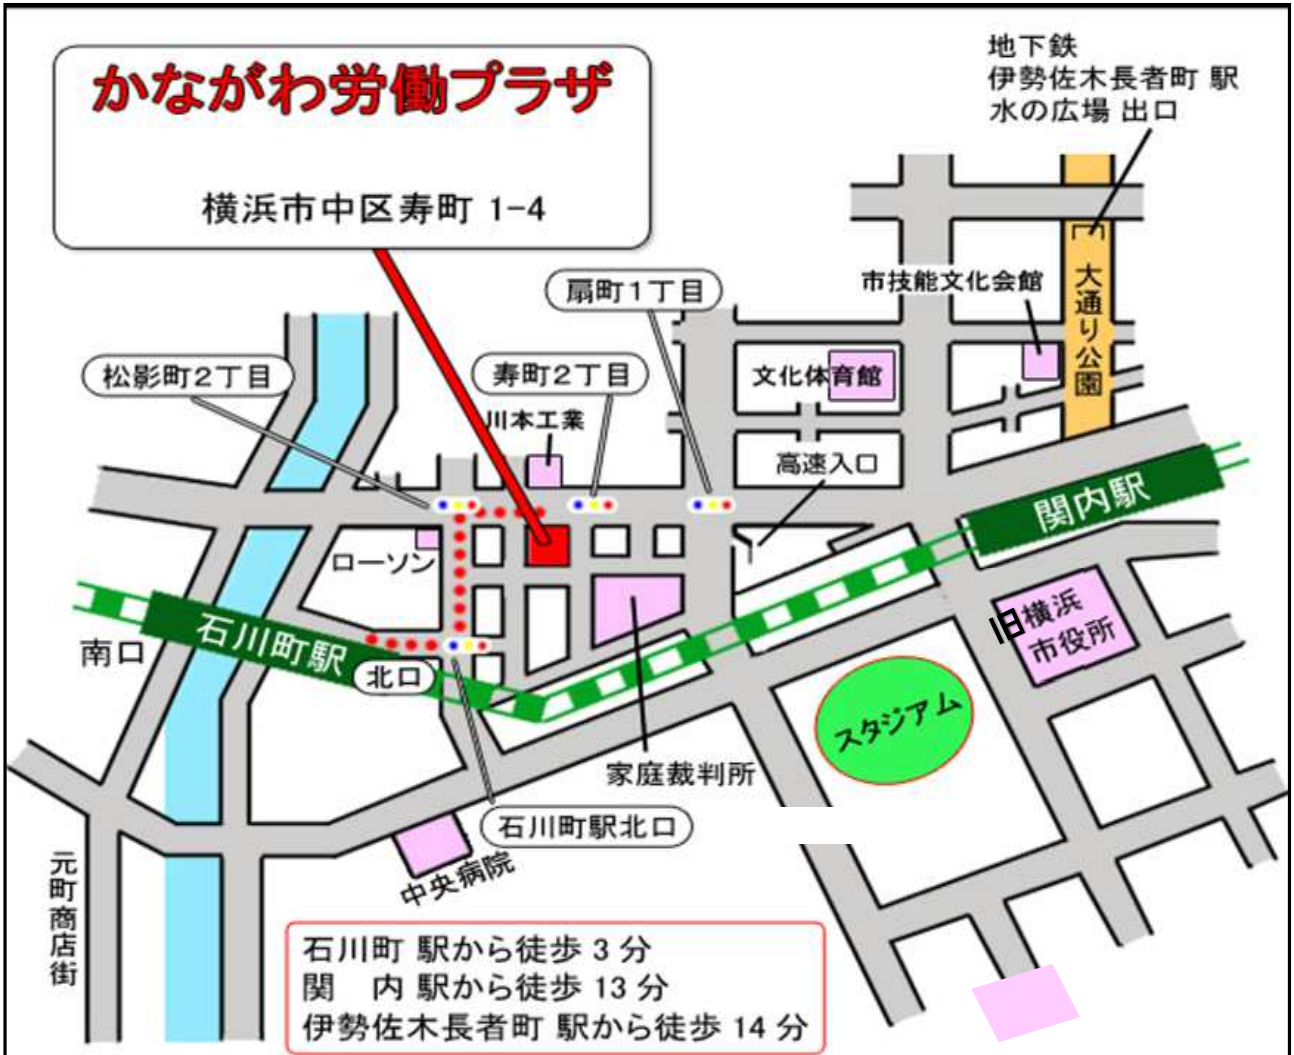 かながわ労働プラザ
横浜市中区寿町 1-4
地下鉄
伊勢佐木長者町 駅
水の広場 出口
市技能文化会館
大通り公園
扇町1丁目
松影町2丁目
寿町2丁目
文化体育館
川本工業
高速入口
関内駅
ローソン
石川町駅
南口
北口
旧横浜
市役所
スタジアム
家庭裁判所
石川町駅北口
中央病院
元町商店街
石川町 駅から徒歩 3 分
関　内 駅から徒歩 13 分
伊勢佐木長者町 駅から徒歩 14 分